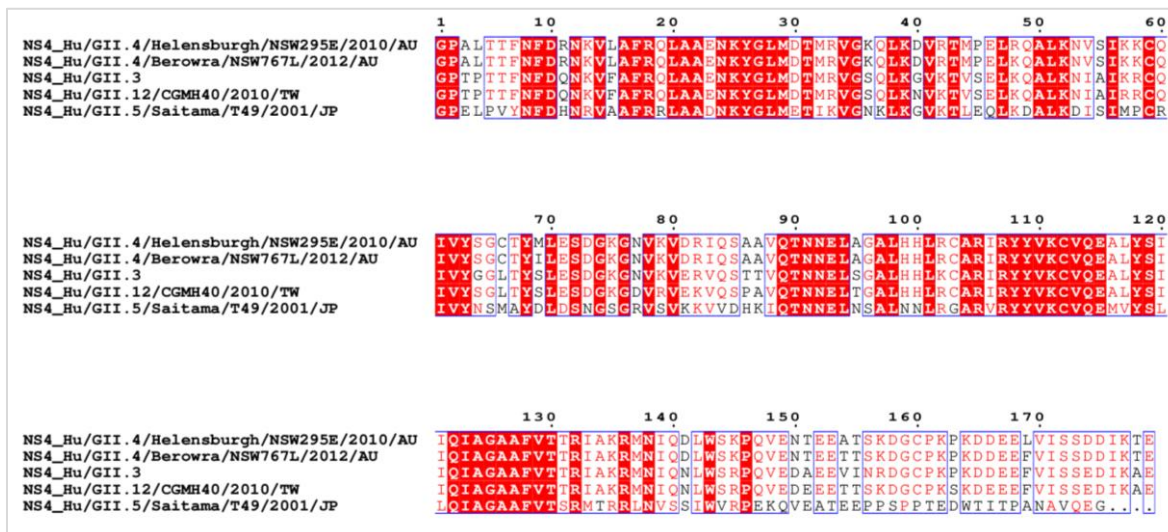 1 10 20 30 40 50 60
NS4_Hu/GII.4/Helensburgh/NSW295E/2010/AU GPALTTFNFDRNKVLAFRQLAAENKYGLMDTMRVGKQLKDVRTMPELRQALKNVSIKKCQ
NS4_Hu/GII.4/Berowra/NSW767L/2012/AU GPALTTFNFDRNKVLAFRQLAAENKYGLMDTMRVGKQLKDVRTMPELKQALKNVSIKKCQ
NS4_Hu/GII.3 GPTPTTFNFDQNKVFAFRQLAAENKYGLMDTMRVGSQLKDVKTVSELKQALKNIAIKRCQ
NS4_Hu/GII.12/CGMH40/2010/TW GPTPTTFNFDQNKVFAFRQLAAENKYGLMDTMRVGSQLKNVKTVSELKQALKNIAIRRCQ
NS4_Hu/GII.5/Saitama/T49/2001/JP GPELPVYNFDHNRVAAFRRLAADNKYGLMETIKVGNKLKGVKTLEQLKDALKDISIMPCR
70 80 90 100 110 120
NS4_Hu/GII.4/Helensburgh/NSW295E/2010/AU IVYSGCTYMLESDGKGNVKVDRIQSAAVQTNNELAGALHHLRCARIRYYVKCVQEALYSI
NS4_Hu/GII.4/Berowra/NSW767L/2012/AU IVYSGCTYILESDGKGNVKVDRIQSAAVQTNNELAGALHHLRCARIRYYVKCVQEALYSI
NS4_Hu/GII.3 IVYGGLTYSLESDGKGNVKVERVQSTTVQTNNELSGALHHLKCARIRYYVKCVQEALYSI
NS4_Hu/GII.12/CGMH40/2010/TW IVYSGLTYSLESDGKGDVRVEKVQSPAVQTNNELTGALHHLRCARIRYYVKCVQEALYSI
NS4_Hu/GII.5/Saitama/T49/2001/JP IVYNSMAYDLDSNGSGRVSVKKVVDHKIQTNNELNSALNNLRGARVRYYVKCVQEMVYSL
130 140 150 160 170
NS4_Hu/GII.4/Helensburgh/NSW295E/2010/AU IQIAGAAFVTTRIAKRMNIQDLWSKPQVENTEEATSKDGCPKPKDDEELVISSDDIKTE
NS4_Hu/GII.4/Berowra/NSW767L/2012/AU IQIAGAAFVTTRIAKRMNIQDLWSKPQVENTEETTSKDGCPKPKDDEEFVISSDDIKTE
NS4_Hu/GII.3 IQIAGAAFVTTRIAKRMNIQNLWSRPQVEDAEEVINRDGCPKPKDDEEFVISSDDIKTE
NS4_Hu/GII.12/CGMH40/2010/TW IQIAGAAFVTTRIAKRMNIQNLWSRPQVEDEEETTSKDGCPKSKDEEEFVISSEDIKAE
NS4_Hu/GII.5/Saitama/T49/2001/JP LQIAGAAFVTSRMTRRLNVSSIWVRPEKQVEATEEPPSPPTEDWTITPANAVQEG....